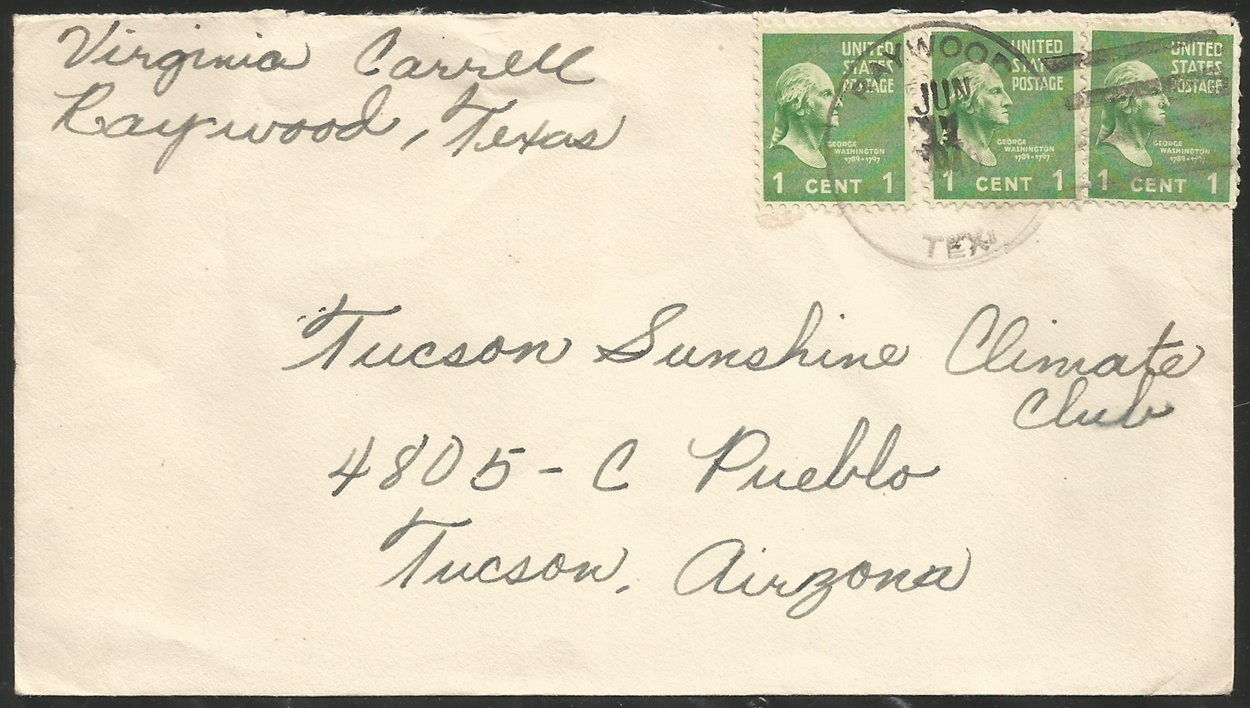 Virginia Carrell
Raywood, Texas
UNITED
STATES
POSTAGE
GEORGE
WASHINGTON
1789-1797
1 CENT 1
UNITED
STATES
POSTAGE
GEORGE
WASHINGTON
1789-1797
1 CENT 1
UNITED
STATES
POSTAGE
GEORGE
WASHINGTON
1789-1797
1 CENT 1
RAYWOOD
JUN
11
TEX.
Tucson Sunshine Climate
Club
4805-C Pueblo
Tucson, Airzona